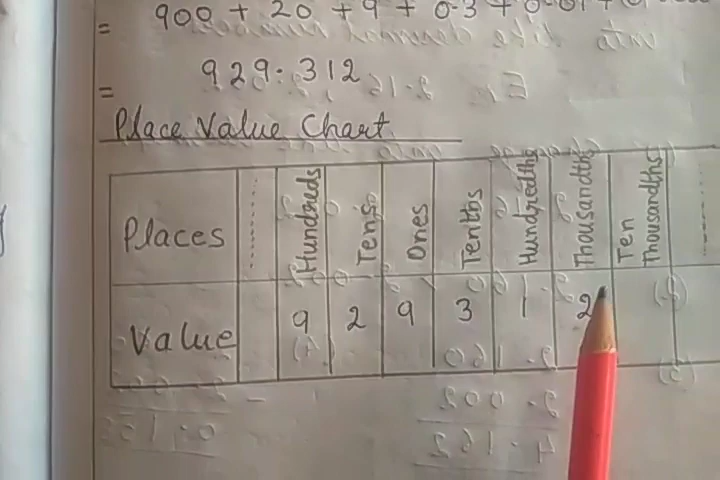 = 900 + 20 + 9 + 0.3 + 0.01 +
= 929.312
Place Value Chart
Places ........ Hundreds Tens Ones Tenths Hundredths Thousandths Ten Thousandths ........
Value 9 2 9 3 1 2